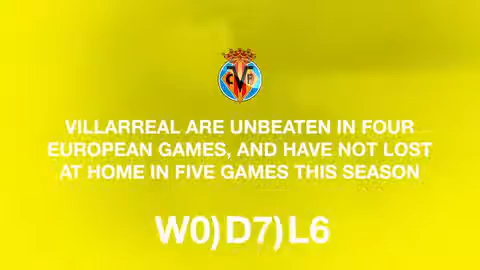 VILLARREAL ARE UNBEATEN IN FOUR
EUROPEAN GAMES, AND HAVE NOT LOST
AT HOME IN FIVE GAMES THIS SEASON
W0) D7) L6